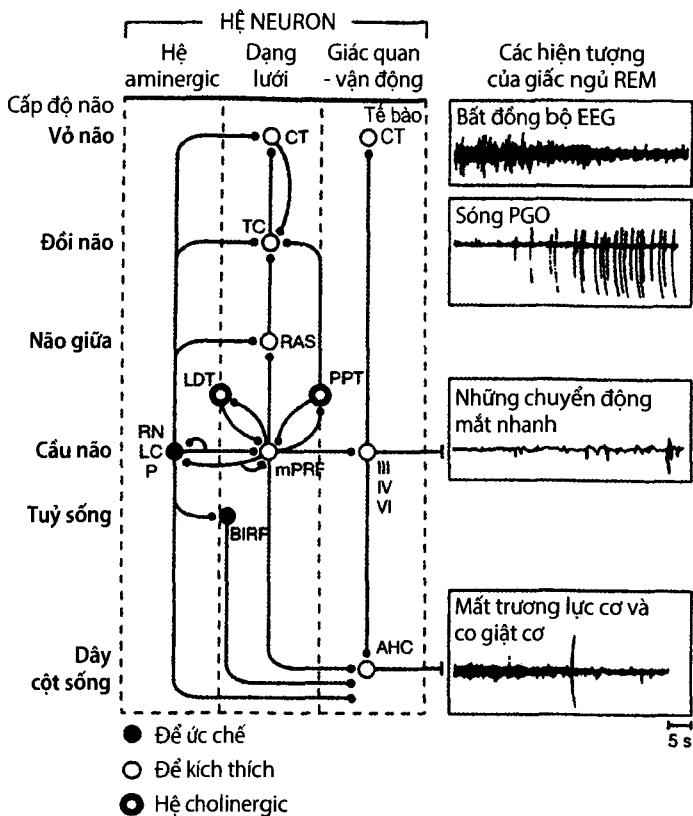 HỆ NEURON
Hệ
aminergic
Dạng
lưới
Giác quan
- vận động
Các hiện tượng
của giấc ngủ REM
Cấp độ não
Tế bào
Vỏ não
CT
CT
Bất đồng bộ EEG
Sóng PGO
TC
Đồi não
Não giữa
RAS
LDT
PPT
Những chuyển động
mắt nhanh
Cầu não
RN
LC
P
mPRF
III
IV
VI
Tuỷ sống
BIRF
Mất trương lực cơ và
co giật cơ
AHC
Dây
cột sống
5 s
Để ức chế
Để kích thích
Hệ cholinergic